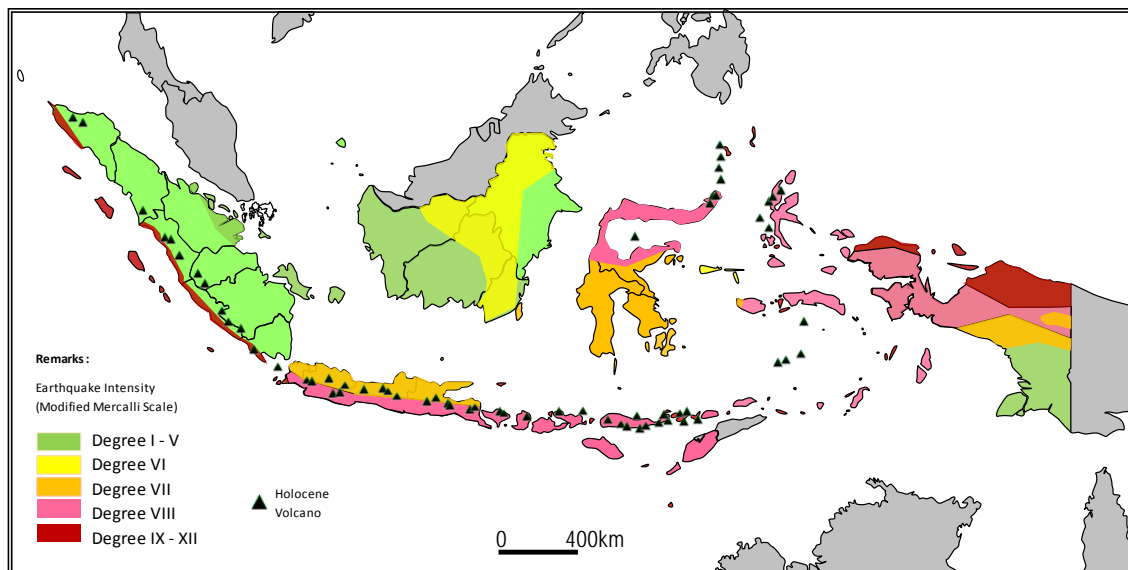 Remarks :
Earthquake Intensity
(Modified Mercalli Scale)
Degree I - V
Degree VI
Degree VII
Degree VIII
Degree IX - XII
Holocene
Volcano
0 400km